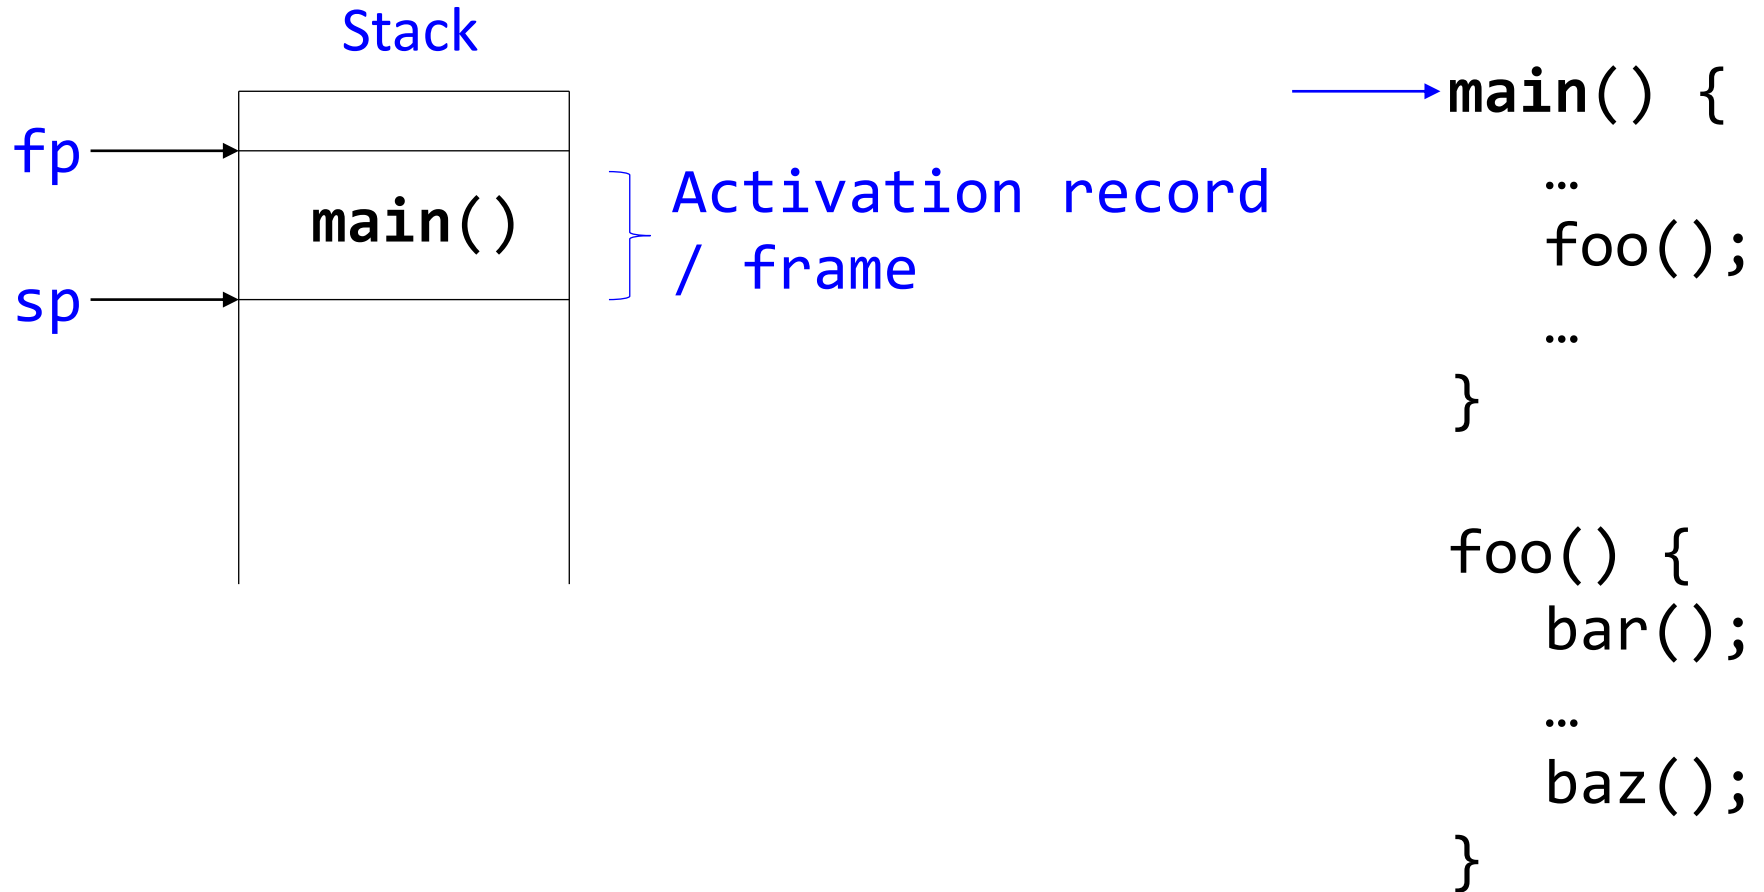 Stack
fp
main()
sp
Activation record
/ frame
main() {
…
foo();
…
}
foo() {
bar();
…
baz();
}